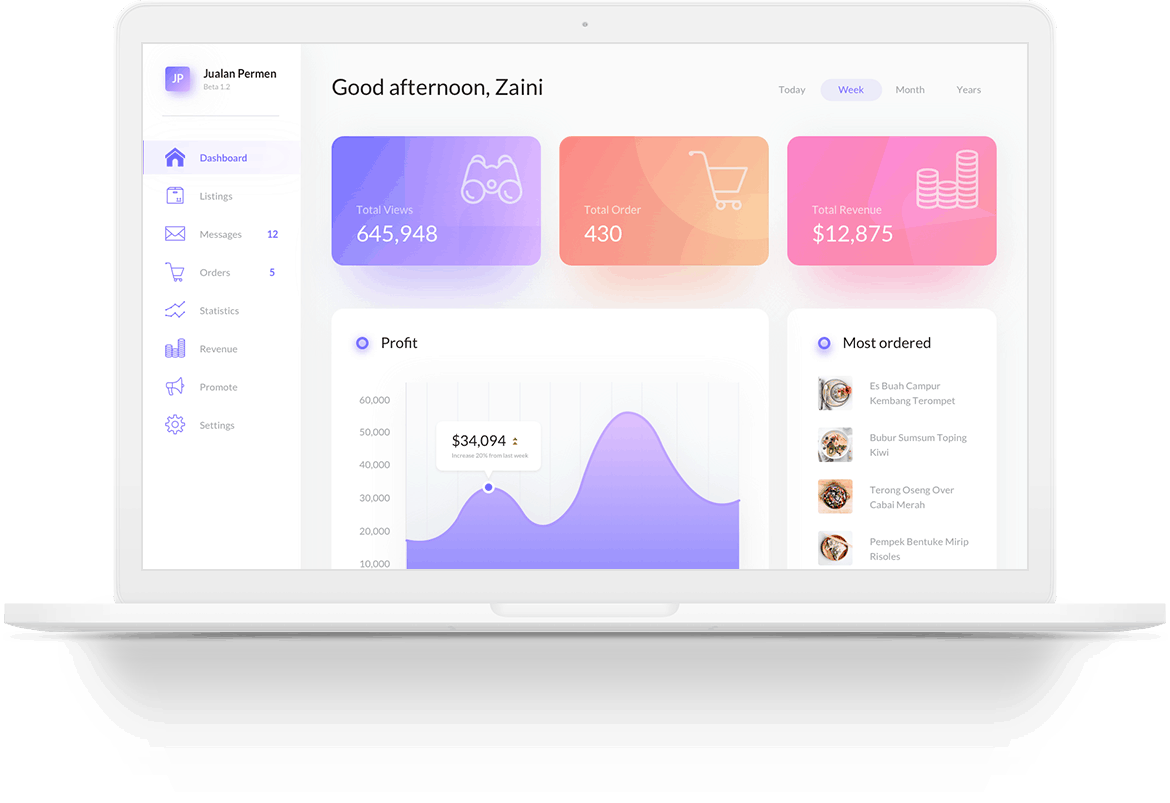 JP
Jualan Permen
Beta 1.2
Dashboard
Listings
Messages 12
Orders 5
Statistics
Revenue
Promote
Settings
Good afternoon, Zaini
Today Week Month Years
Total Views
645,948
Total Order
430
Total Revenue
$12,875
Profit
60,000
50,000
40,000
30,000
20,000
10,000
$34,094
Increase 20% from last week
Most ordered
Es Buah Campur
Kembang Terompet
Bubur Sumsum Toping
Kiwi
Terong Oseng Over
Cabai Merah
Pempek Bentuke Mirip
Risoles